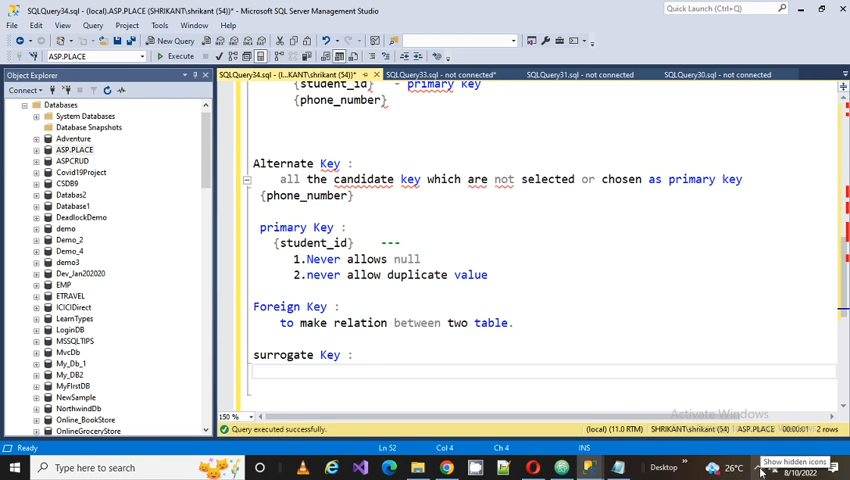 SQLQuery34.sql - (local).ASP.PLACE (SHRIKANT (54))* - Microsoft SQL Server Management Studio
Quick Launch (Ctrl+Q)
File Edit View Query Project Tools Window Help
New Query
ASP.PLACE
Execute
Object Explorer
Connect
Databases
System Databases
Database Snapshots
Adventure
ASP.PLACE
ASPCRUD
Covid19Project
CSDB9
Databas2
Database1
DeadlockDemo
demo
Demo_2
Demo_4
demo3
Dev_Jan202020
EMP
ETRAVEL
ICICIDirect
LearnTypes
LoginDB
MSSQLTIPS
MvcDb
My_Db_1
My_DB2
MyFIrstDB
NewSample
NorthwindDb
Online_BookStore
OnlineGroceryStore
SQLQuery34.sql - (l...KANT\shrikant (54))*
SQLQuery33.sql - not connected*
SQLQuery31.sql - not connected
SQLQuery30.sql - not connected
{student_id} - primary key
{phone_number}
Alternate Key :
all the candidate key which are not selected or chosen as primary key
{phone_number}
primary Key :
{student_id} ---
1.Never allows null
2.never allow duplicate value
Foreign Key :
to make relation between two table.
surrogate Key :
150 %
Activate Windows
Query executed successfully.
(local) (11.0 RTM)
SHRIKANT\shrikant (54)
ASP.PLACE
00:00:01
2 rows
Ready
Ln 52
Col 4
Ch 4
INS
Type here to search
Desktop
26°C
Show hidden icons
8/10/2022